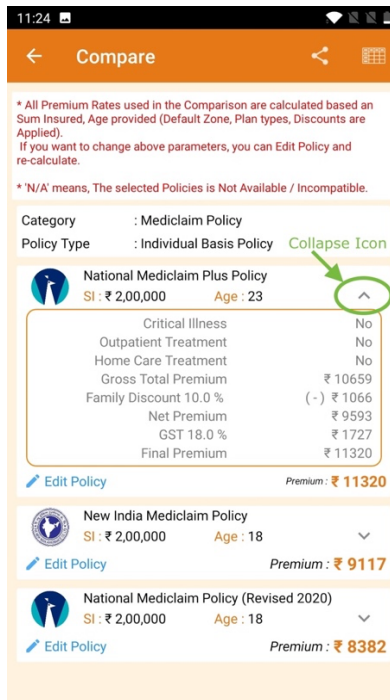 11:24
Compare
* All Premium Rates used in the Comparison are calculated based an
Sum Insured, Age provided (Default Zone, Plan types, Discounts are
Applied).
If you want to change above parameters, you can Edit Policy and
re-calculate.
* 'N/A' means, The selected Policies is Not Available / Incompatible.
Category : Mediclaim Policy
Policy Type : Individual Basis Policy Collapse Icon
National Mediclaim Plus Policy
SI : ₹ 2,00,000 Age : 23
Critical Illness No
Outpatient Treatment No
Home Care Treatment No
Gross Total Premium ₹ 10659
Family Discount 10.0 % ( - ) ₹ 1066
Net Premium ₹ 9593
GST 18.0 % ₹ 1727
Final Premium ₹ 11320
Edit Policy Premium : ₹ 11320
New India Mediclaim Policy
SI : ₹ 2,00,000 Age : 18
Edit Policy Premium : ₹ 9117
National Mediclaim Policy (Revised 2020)
SI : ₹ 2,00,000 Age : 18
Edit Policy Premium : ₹ 8382